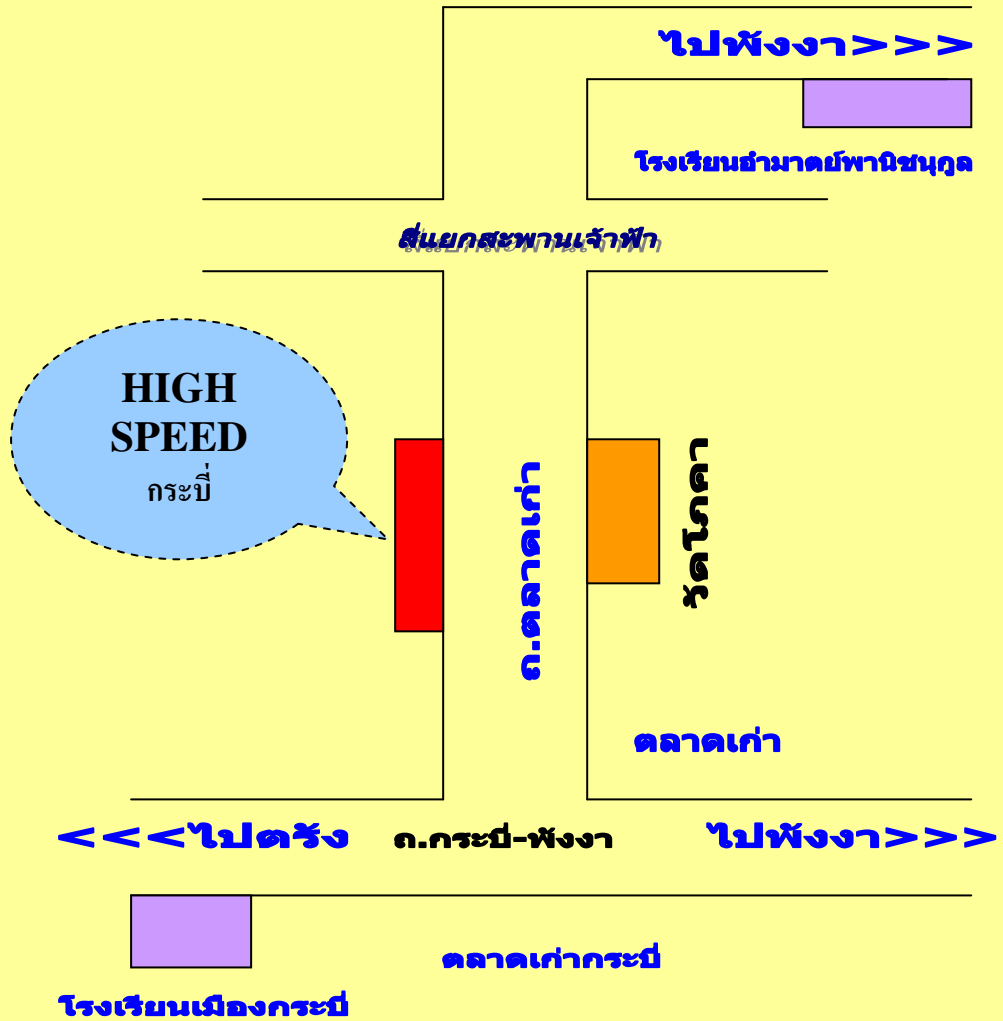 ไปพังงา>>>
โรงเรียนอำมาตย์พานิชนุกูล
สี่แยกสะพานเจ้าฟ้า
HIGH
SPEED
กระบี่
ถ.ตลาดเก่า
วัดโภคา
ตลาดเก่า
<<<ไปตรัง
ถ.กระบี่-พังงา
ไปพังงา>>>
ตลาดเก่ากระบี่
โรงเรียนเมืองกระบี่